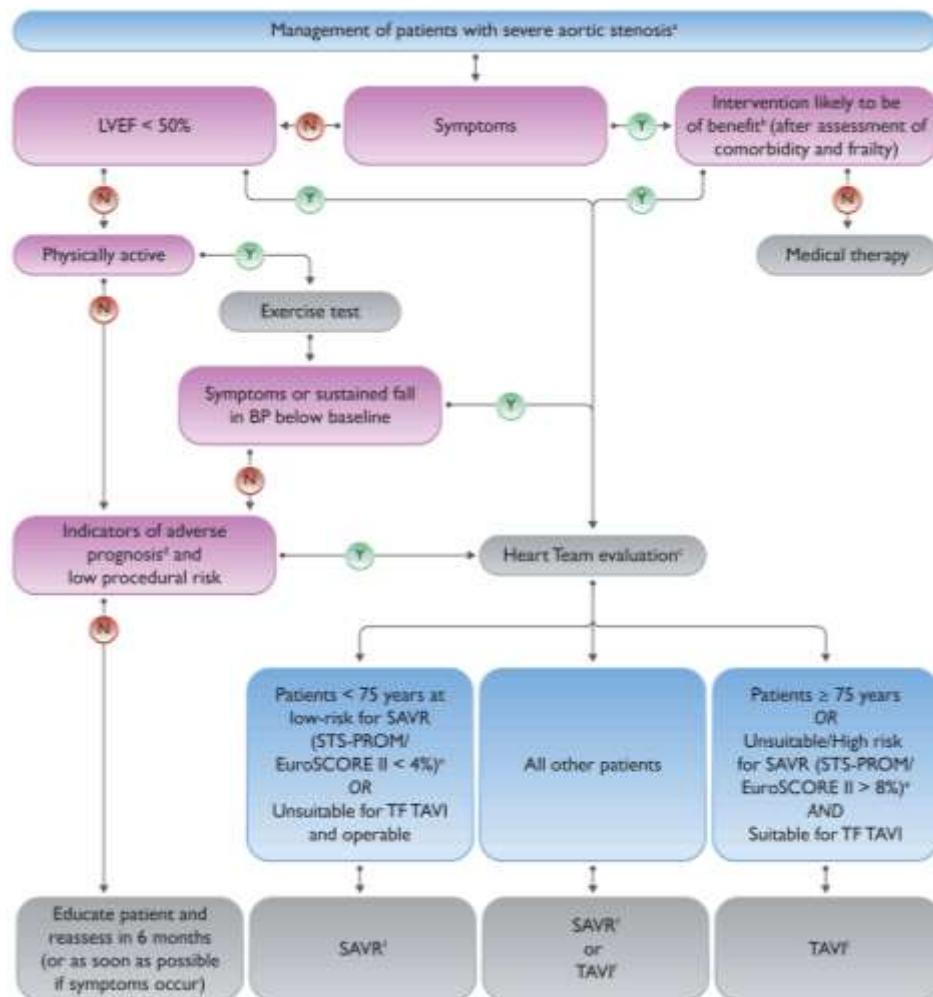 Management of patients with severe aortic stenosisᵃ
LVEF < 50%
N
Symptoms
Y
Intervention likely to be
of benefitᵇ (after assessment of
comorbidity and frailty)
N
Y
Y
N
Physically active
Y
Medical therapy
N
Exercise test
Symptoms or sustained fall
in BP below baseline
Y
N
Indicators of adverse
prognosisᵈ and
low procedural risk
Y
Heart Team evaluationᶜ
N
Patients < 75 years at
low-risk for SAVR
(STS-PROM/
EuroSCORE II < 4%)ᵉ
OR
Unsuitable for TF TAVI
and operable
All other patients
Patients ≥ 75 years
OR
Unsuitable/High risk
for SAVR (STS-PROM/
EuroSCORE II > 8%)ᵉ
AND
Suitable for TF TAVI
Educate patient and
reassess in 6 months
(or as soon as possible
if symptoms occur)
SAVR
SAVR
or
TAVI
TAVI